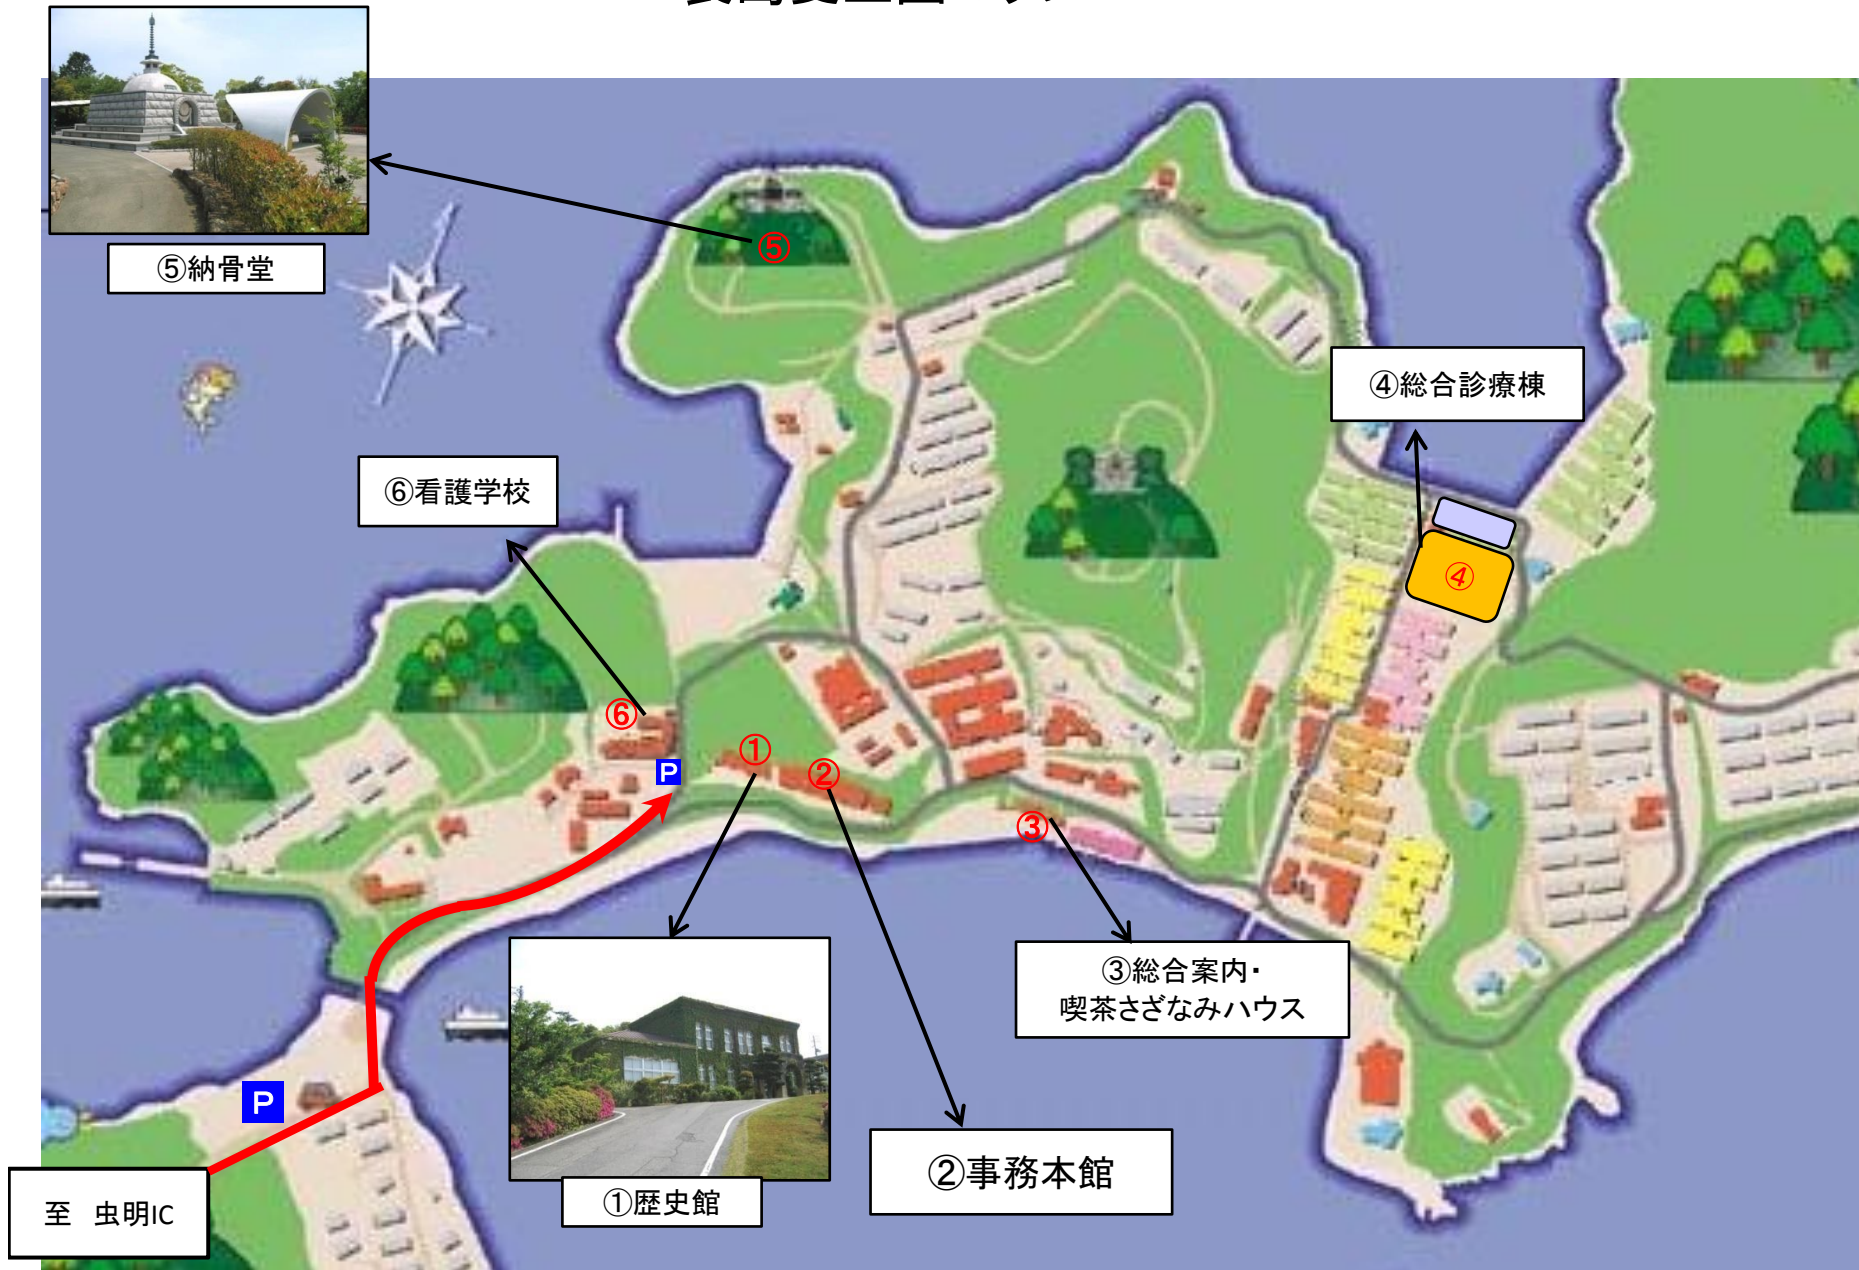 ⑤納骨堂
⑤
④総合診療棟
⑥看護学校
④
⑥
①
P
②
③
③総合案内・
喫茶さざなみハウス
P
②事務本館
①歴史館
至　虫明IC